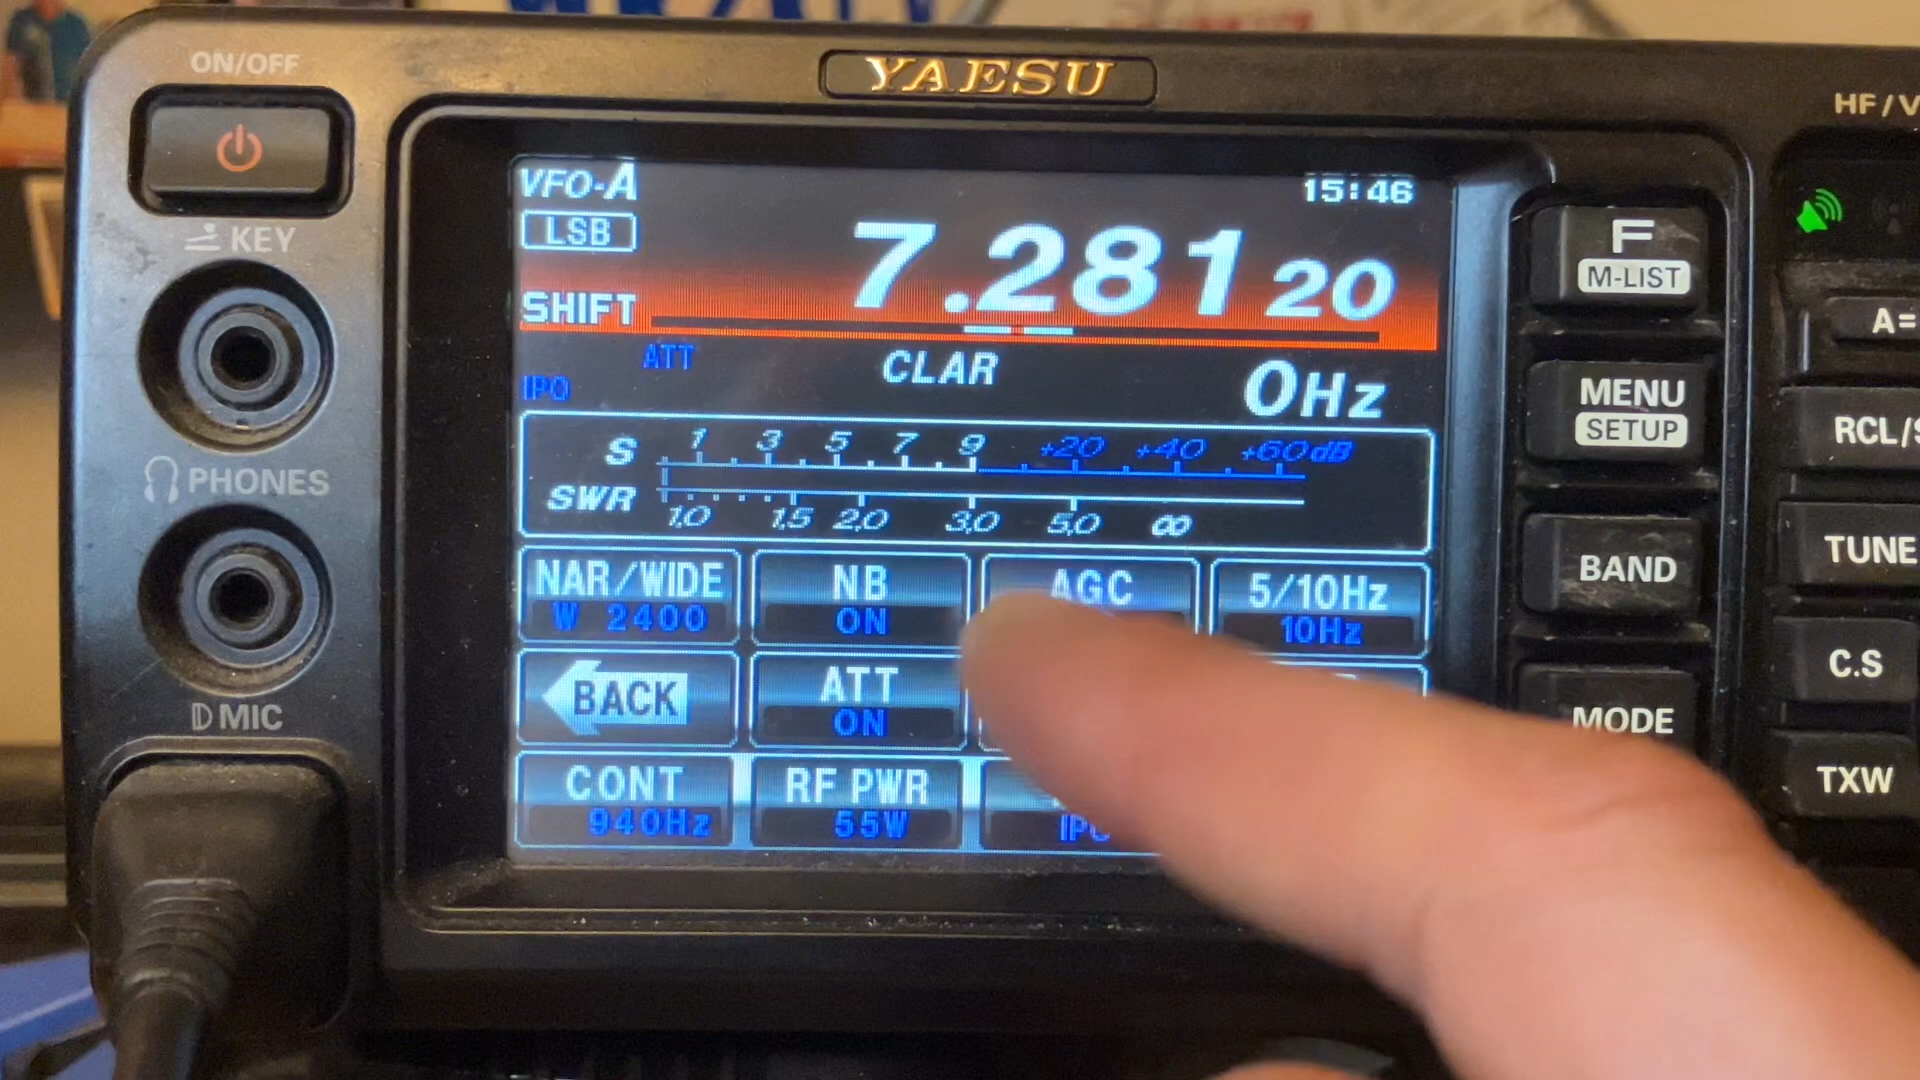 ON/OFF
YAESU
HF/V
VFO-A
15:46
LSB
7.281 20
KEY
F
M-LIST
SHIFT
A=
ATT
CLAR
IPO
0Hz
MENU
SETUP
RCL/S
S 1 3 5 7 9 +20 +40 +60dB
PHONES
SWR 1.0 1.5 2.0 3.0 5.0 ∞
NAR/WIDE
W 2400
NB
ON
AGC
5/10Hz
10Hz
BAND
TUNE
BACK
ATT
ON
C.S
MIC
MODE
CONT
940Hz
RF PWR
55W
TXW